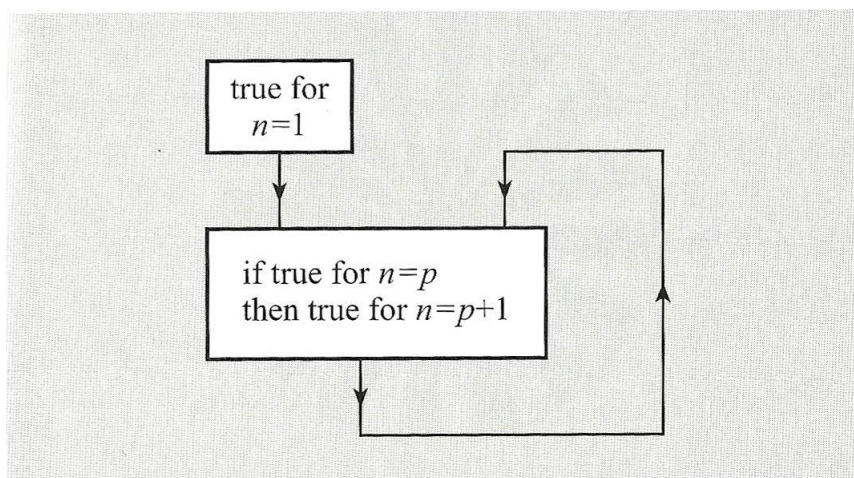 true for
n=1
if true for n=p
then true for n=p+1